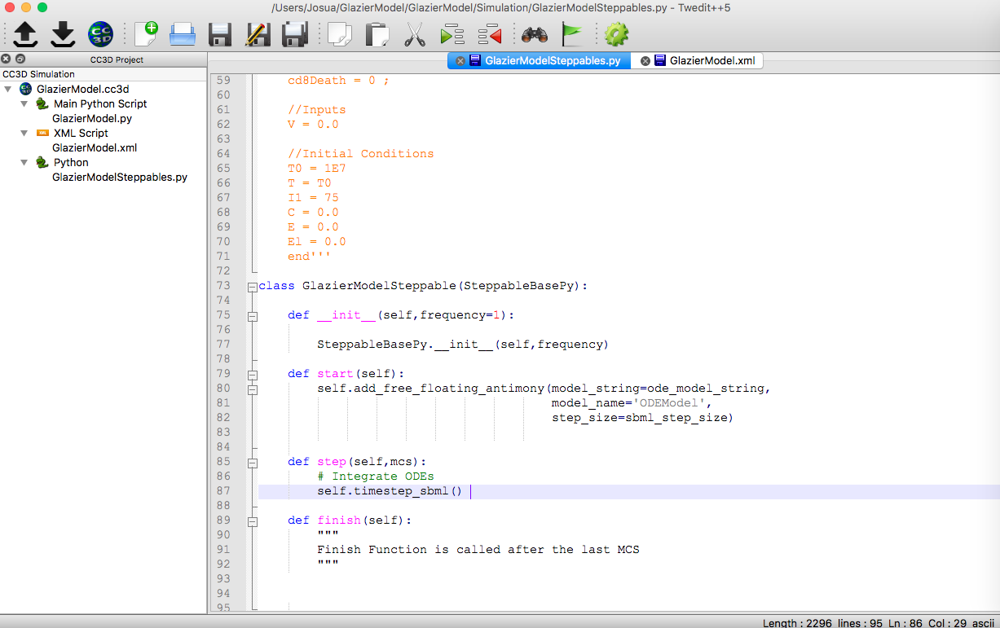 /Users/Josua/GlazierModel/GlazierModel/Simulation/GlazierModelSteppables.py - Twedit++5
CC
3D
CC3D Project
GlazierModelSteppables.py
GlazierModel.xml
CC3D Simulation
GlazierModel.cc3d
Main Python Script
GlazierModel.py
XML Script
GlazierModel.xml
Python
GlazierModelSteppables.py
59 cd8Death = 0 ;
60
61 //Inputs
62 V = 0.0
63
64 //Initial Conditions
65 T0 = 1E7
66 T = T0
67 I1 = 75
68 C = 0.0
69 E = 0.0
70 El = 0.0
71 end'''
72
73 class GlazierModelSteppable(SteppableBasePy):
74
75 def __init__(self,frequency=1):
76
77 SteppableBasePy.__init__(self,frequency)
78
79 def start(self):
80 self.add_free_floating_antimony(model_string=ode_model_string,
81 model_name='ODEModel',
82 step_size=sbml_step_size)
83
84
85 def step(self,mcs):
86 # Integrate ODEs
87 self.timestep_sbml()
88
89 def finish(self):
90 """
91 Finish Function is called after the last MCS
92 """
93
94
95
Length : 2296 lines : 95 Ln : 86 Col : 29 ascii